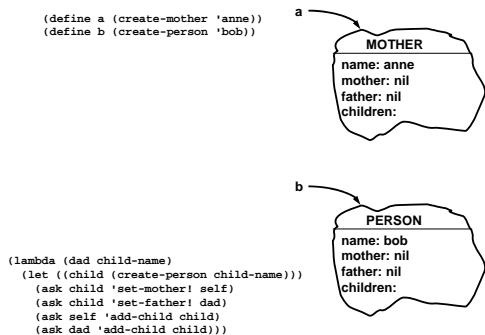 (define a (create-mother 'anne))
(define b (create-person 'bob))
a
MOTHER
name: anne
mother: nil
father: nil
children:
b
PERSON
name: bob
mother: nil
father: nil
children:
(lambda (dad child-name)
(let ((child (create-person child-name)))
(ask child 'set-mother! self)
(ask child 'set-father! dad)
(ask self 'add-child child)
(ask dad 'add-child child)))